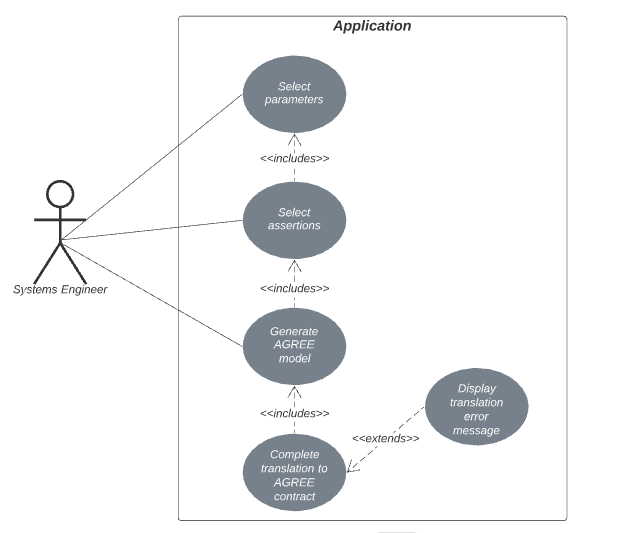 Application
Select
parameters
<<includes>>
Select
assertions
Systems Engineer
<<includes>>
Generate
AGREE
model
<<includes>>
Display
translation
error
message
<<extends>>
Complete
translation to
AGREE
contract